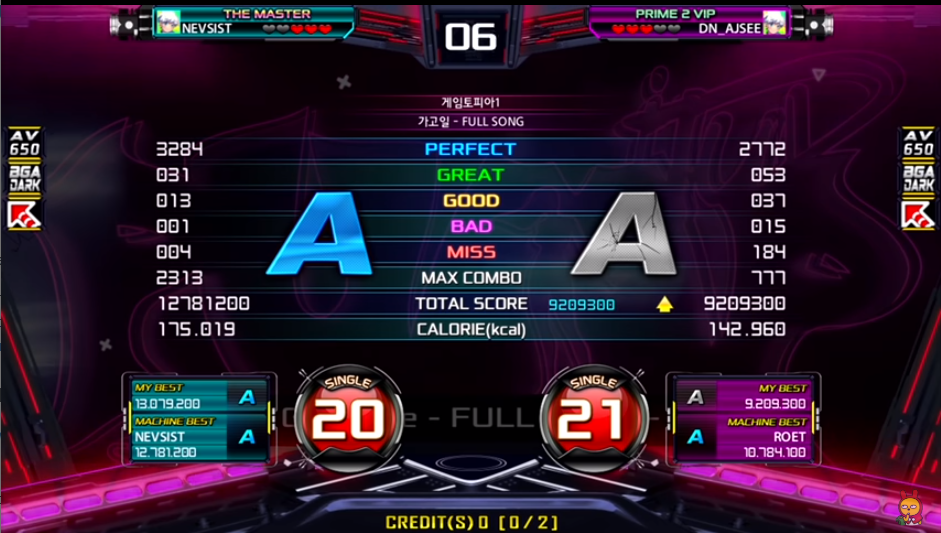 THE MASTER
NEVSIST
06
PRIME 2 VIP
DN_AJSEE
게임토피아1
가고일 - FULL SONG
AV 650
BGA DARK
AV 650
BGA DARK
3284 PERFECT 2772
031 GREAT 053
013 GOOD 037
001 BAD 015
004 MISS 184
2313 MAX COMBO 777
12781200 TOTAL SCORE 9209300 9209300
175.019 CALORIE(kcal) 142.960
A A
MY BEST
13.079.200 A
MACHINE BEST
NEVSIST A
12.781.200
SINGLE
20
SINGLE
21
MY BEST
A 9.209.300
MACHINE BEST
A ROET
10.784.100
e - FULL
CREDIT(S) 0 [0/2]